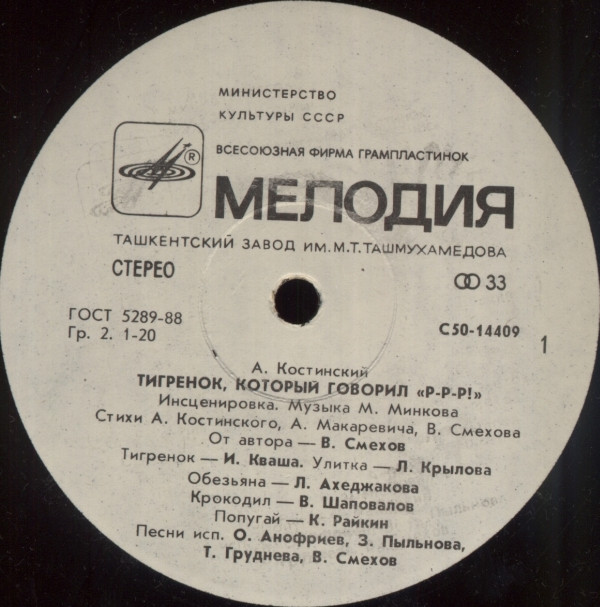 МИНИСТЕРСТВО
КУЛЬТУРЫ СССР
ВСЕСОЮЗНАЯ ФИРМА ГРАМПЛАСТИНОК
®
МЕЛОДИЯ
ТАШКЕНТСКИЙ ЗАВОД ИМ. М.Т.ТАШМУХАМЕДОВА
СТЕРЕО
33
ГОСТ 5289-88
Гр. 2. 1-20
С50-14409
1
А. Костинский
ТИГРЕНОК, КОТОРЫЙ ГОВОРИЛ «Р-Р-Р!»
Инсценировка. Музыка М. Минкова
Стихи А. Костинского, А. Макаревича, В. Смехова
От автора — В. Смехов
Тигренок — И. Кваша. Улитка — Л. Крылова
Обезьяна — Л. Ахеджакова
Крокодил — В. Шаповалов
Попугай — К. Райкин
Песни исп. О. Анофриев, З. Пыльнова,
Т. Груднева, В. Смехов